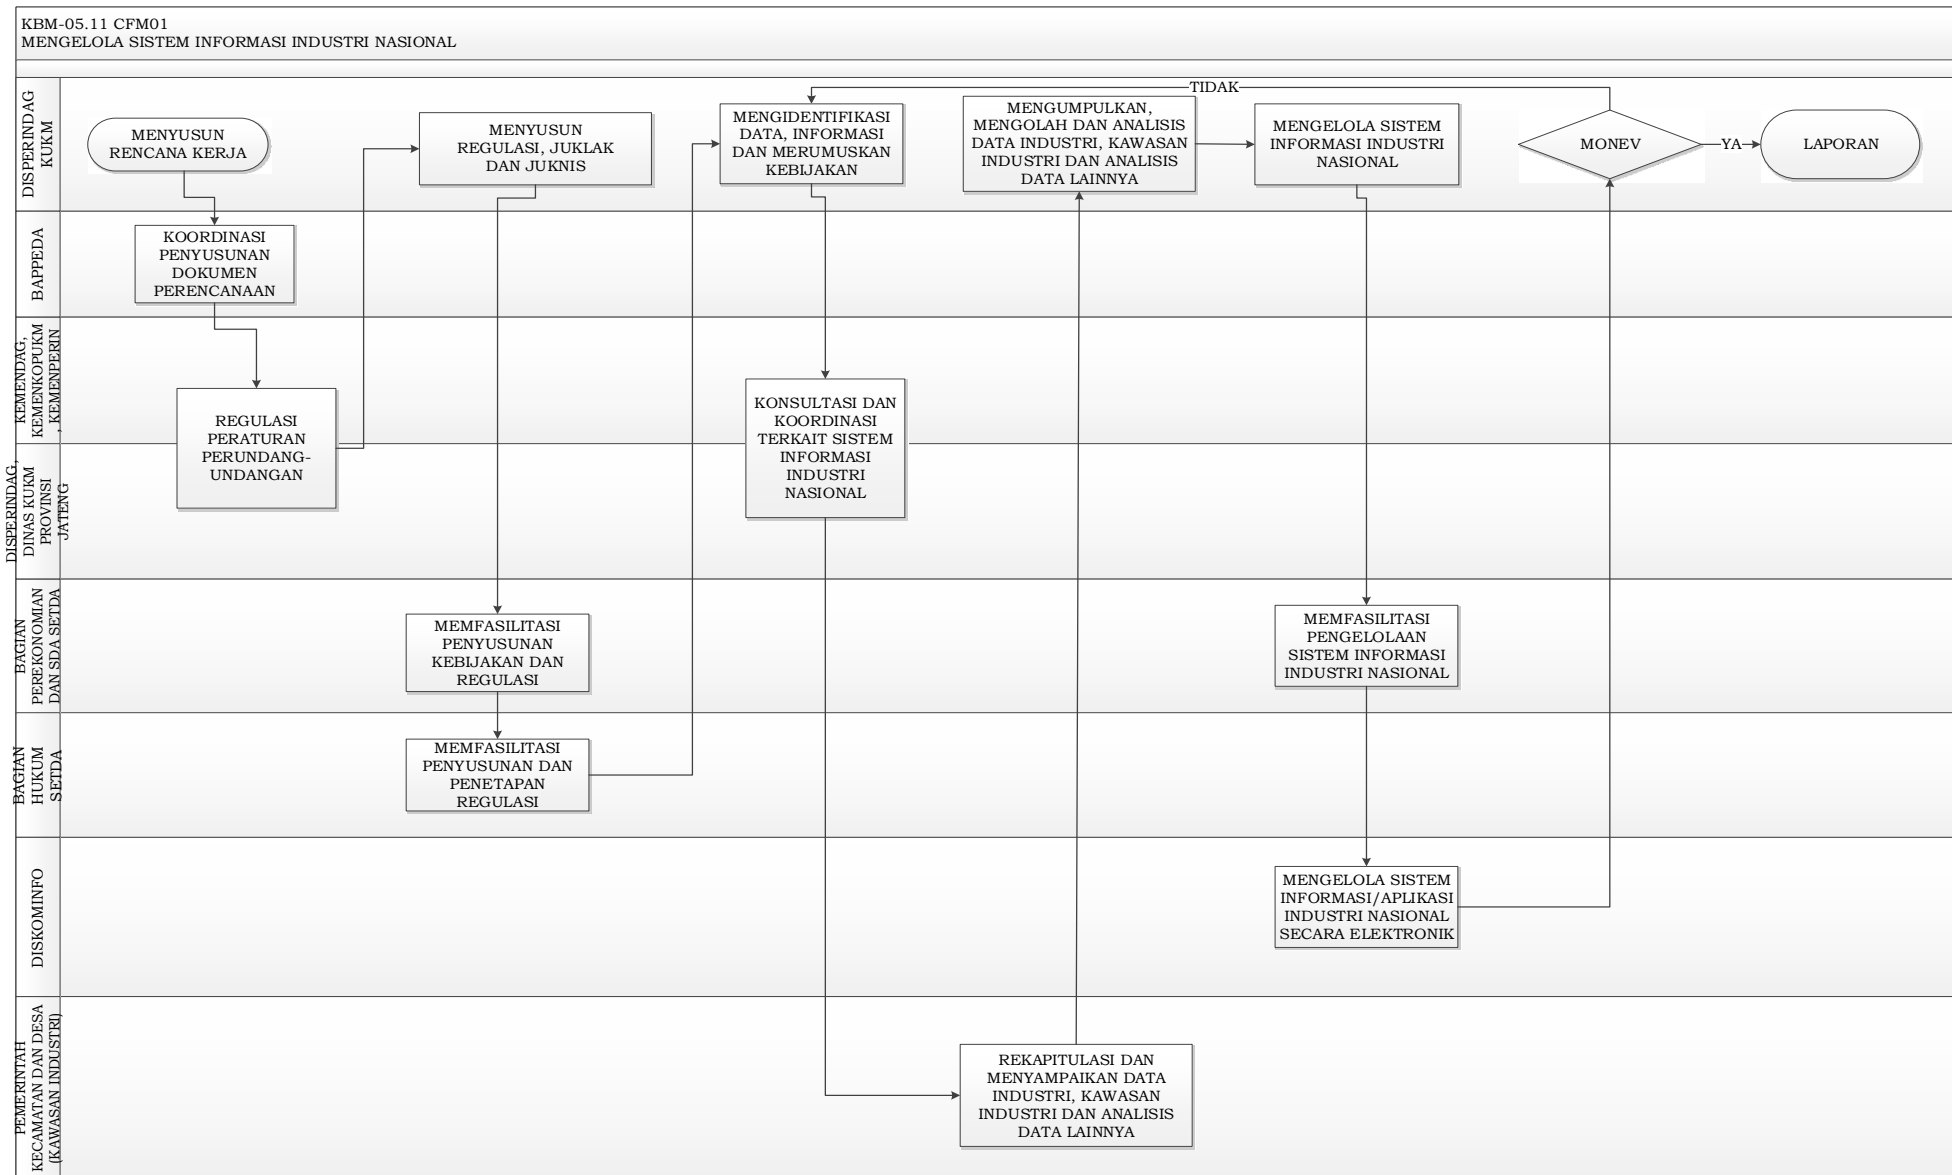 KBM-05.11 CFM01
MENGELOLA SISTEM INFORMASI INDUSTRI NASIONAL
DISPERINDAG
KUKM
MENYUSUN
RENCANA KERJA
MENYUSUN
REGULASI, JUKLAK
DAN JUKNIS
MENGIDENTIFIKASI
DATA, INFORMASI
DAN MERUMUSKAN
KEBIJAKAN
MENGUMPULKAN,
MENGOLAH DAN ANALISIS
DATA INDUSTRI, KAWASAN
INDUSTRI DAN ANALISIS
DATA LAINNYA
TIDAK
MENGELOLA SISTEM
INFORMASI INDUSTRI
NASIONAL
MONEV
YA
LAPORAN
BAPPEDA
KOORDINASI
PENYUSUNAN
DOKUMEN
PERENCANAAN
KEMENDAG,
KEMENKOPUKM
, KEMENPERIN
REGULASI
PERATURAN
PERUNDANG-
UNDANGAN
KONSULTASI DAN
KOORDINASI
TERKAIT SISTEM
INFORMASI
INDUSTRI
NASIONAL
DISPERINDAG,
DINAS KUKM
PROVINSI
JATENG
BAGIAN
PEREKONOMIAN
DAN SDA SETDA
MEMFASILITASI
PENYUSUNAN
KEBIJAKAN DAN
REGULASI
MEMFASILITASI
PENGELOLAAN
SISTEM INFORMASI
INDUSTRI NASIONAL
BAGIAN
HUKUM
SETDA
MEMFASILITASI
PENYUSUNAN DAN
PENETAPAN
REGULASI
DISKOMINFO
MENGELOLA SISTEM
INFORMASI/APLIKASI
INDUSTRI NASIONAL
SECARA ELEKTRONIK
PEMERINTAH
KECAMATAN DAN DESA
(KAWASAN INDUSTRI)
REKAPITULASI DAN
MENYAMPAIKAN DATA
INDUSTRI, KAWASAN
INDUSTRI DAN ANALISIS
DATA LAINNYA